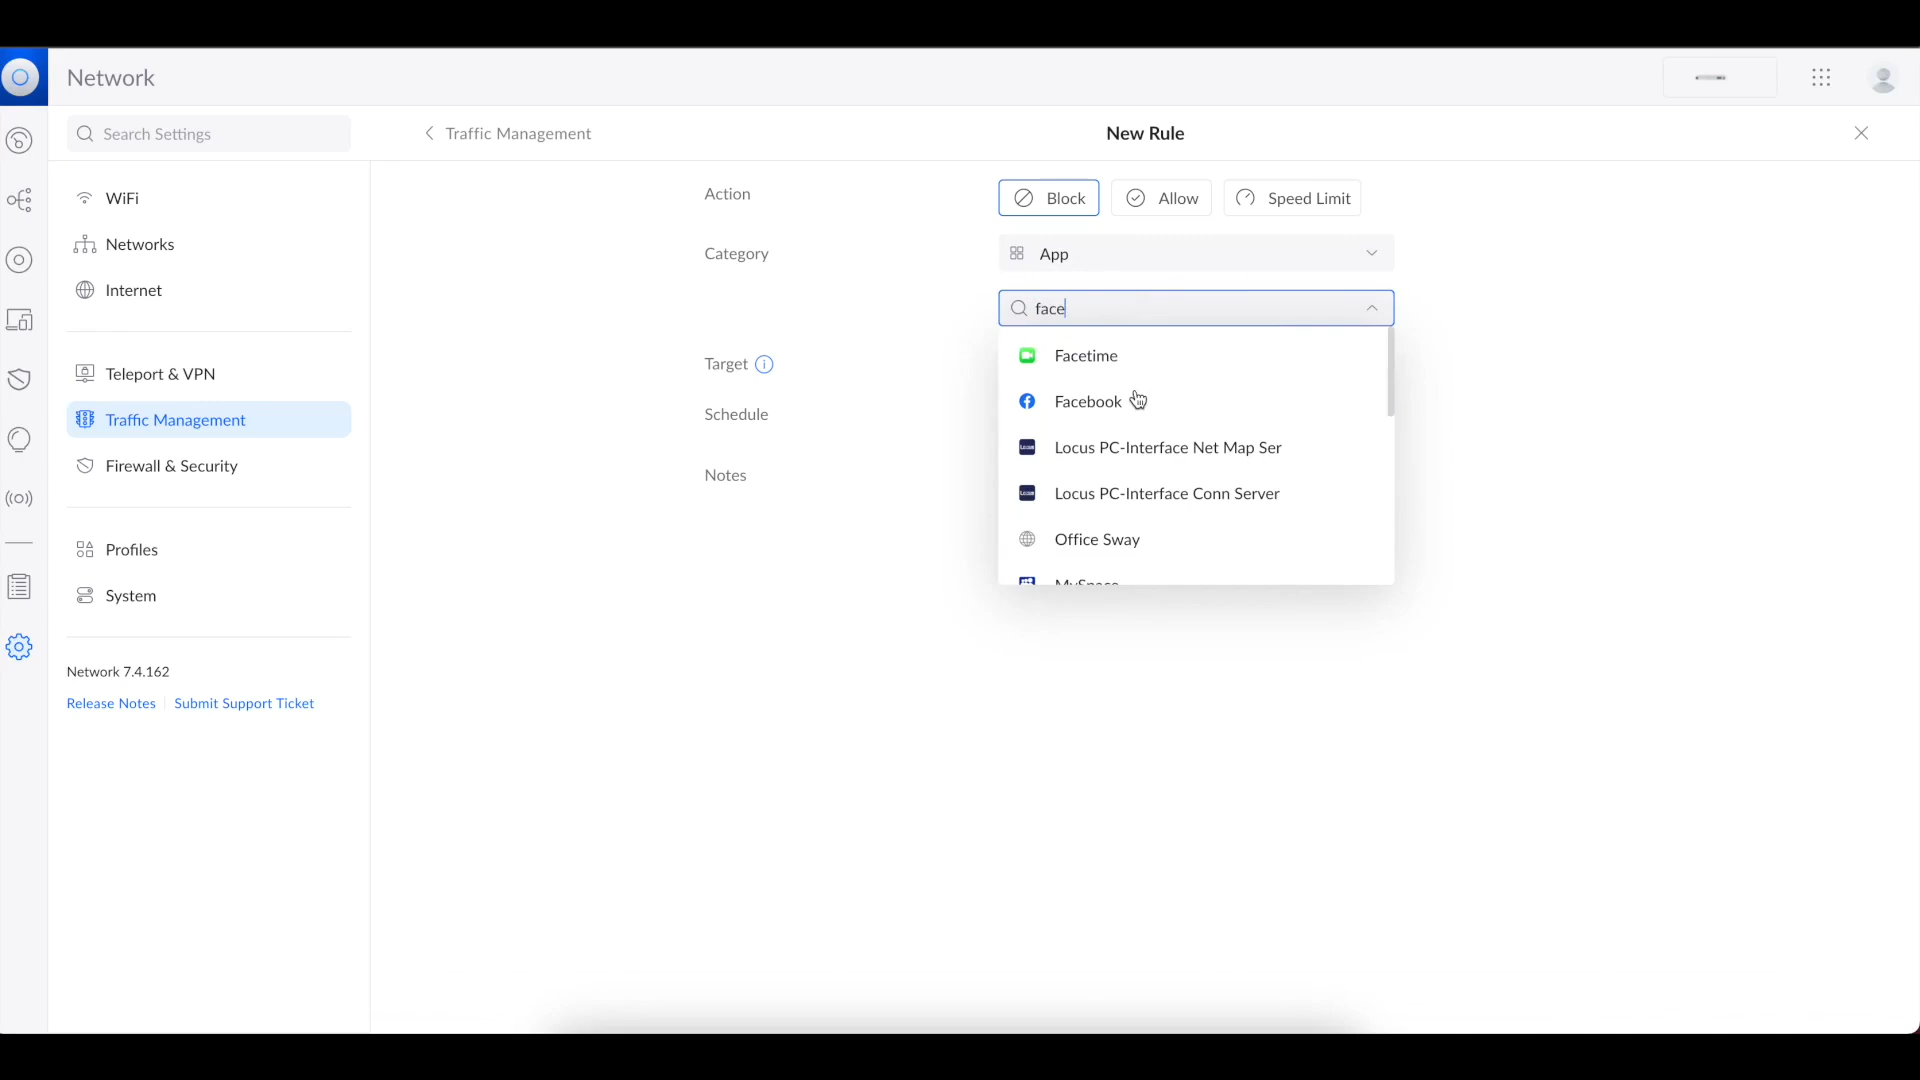 Network
Search Settings
Traffic Management
New Rule
WiFi
Networks
Internet
Teleport & VPN
Traffic Management
Firewall & Security
Profiles
System
Network 7.4.162
Release Notes
Submit Support Ticket
Action
Block
Allow
Speed Limit
Category
App
face
Target
Schedule
Notes
Facetime
Facebook
Locus PC-Interface Net Map Ser
Locus PC-Interface Conn Server
Office Sway
MySpace